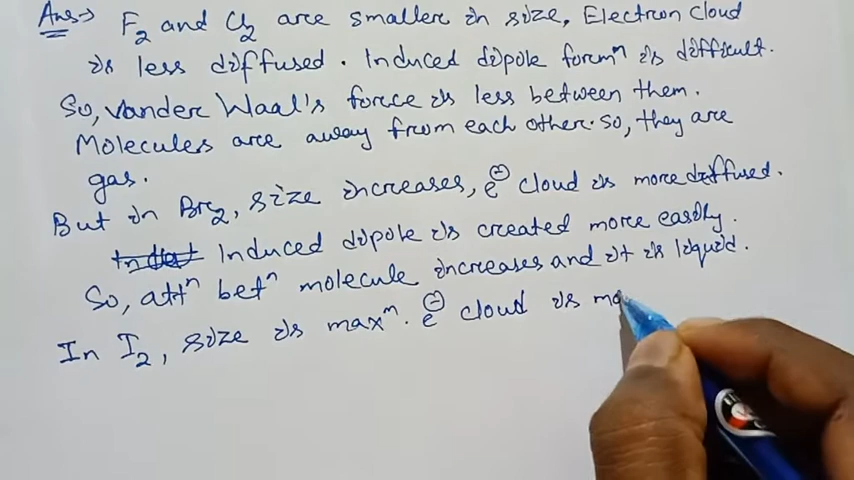 Ans→ F2 and Cl2 are smaller in size, Electron cloud
is less diffused. Induced dipole formⁿ is difficult.
So, Vander Waal's force is less between them.
Molecules are away from each other. So, they are
gas.
But in Br2, size increases, e⊖ cloud is more diffused.
Induced dipole is created more easily.
So, attⁿ betⁿ molecule increases and it is liquid.
In I2, size is maxᵐ. e⊖ cloud is mo